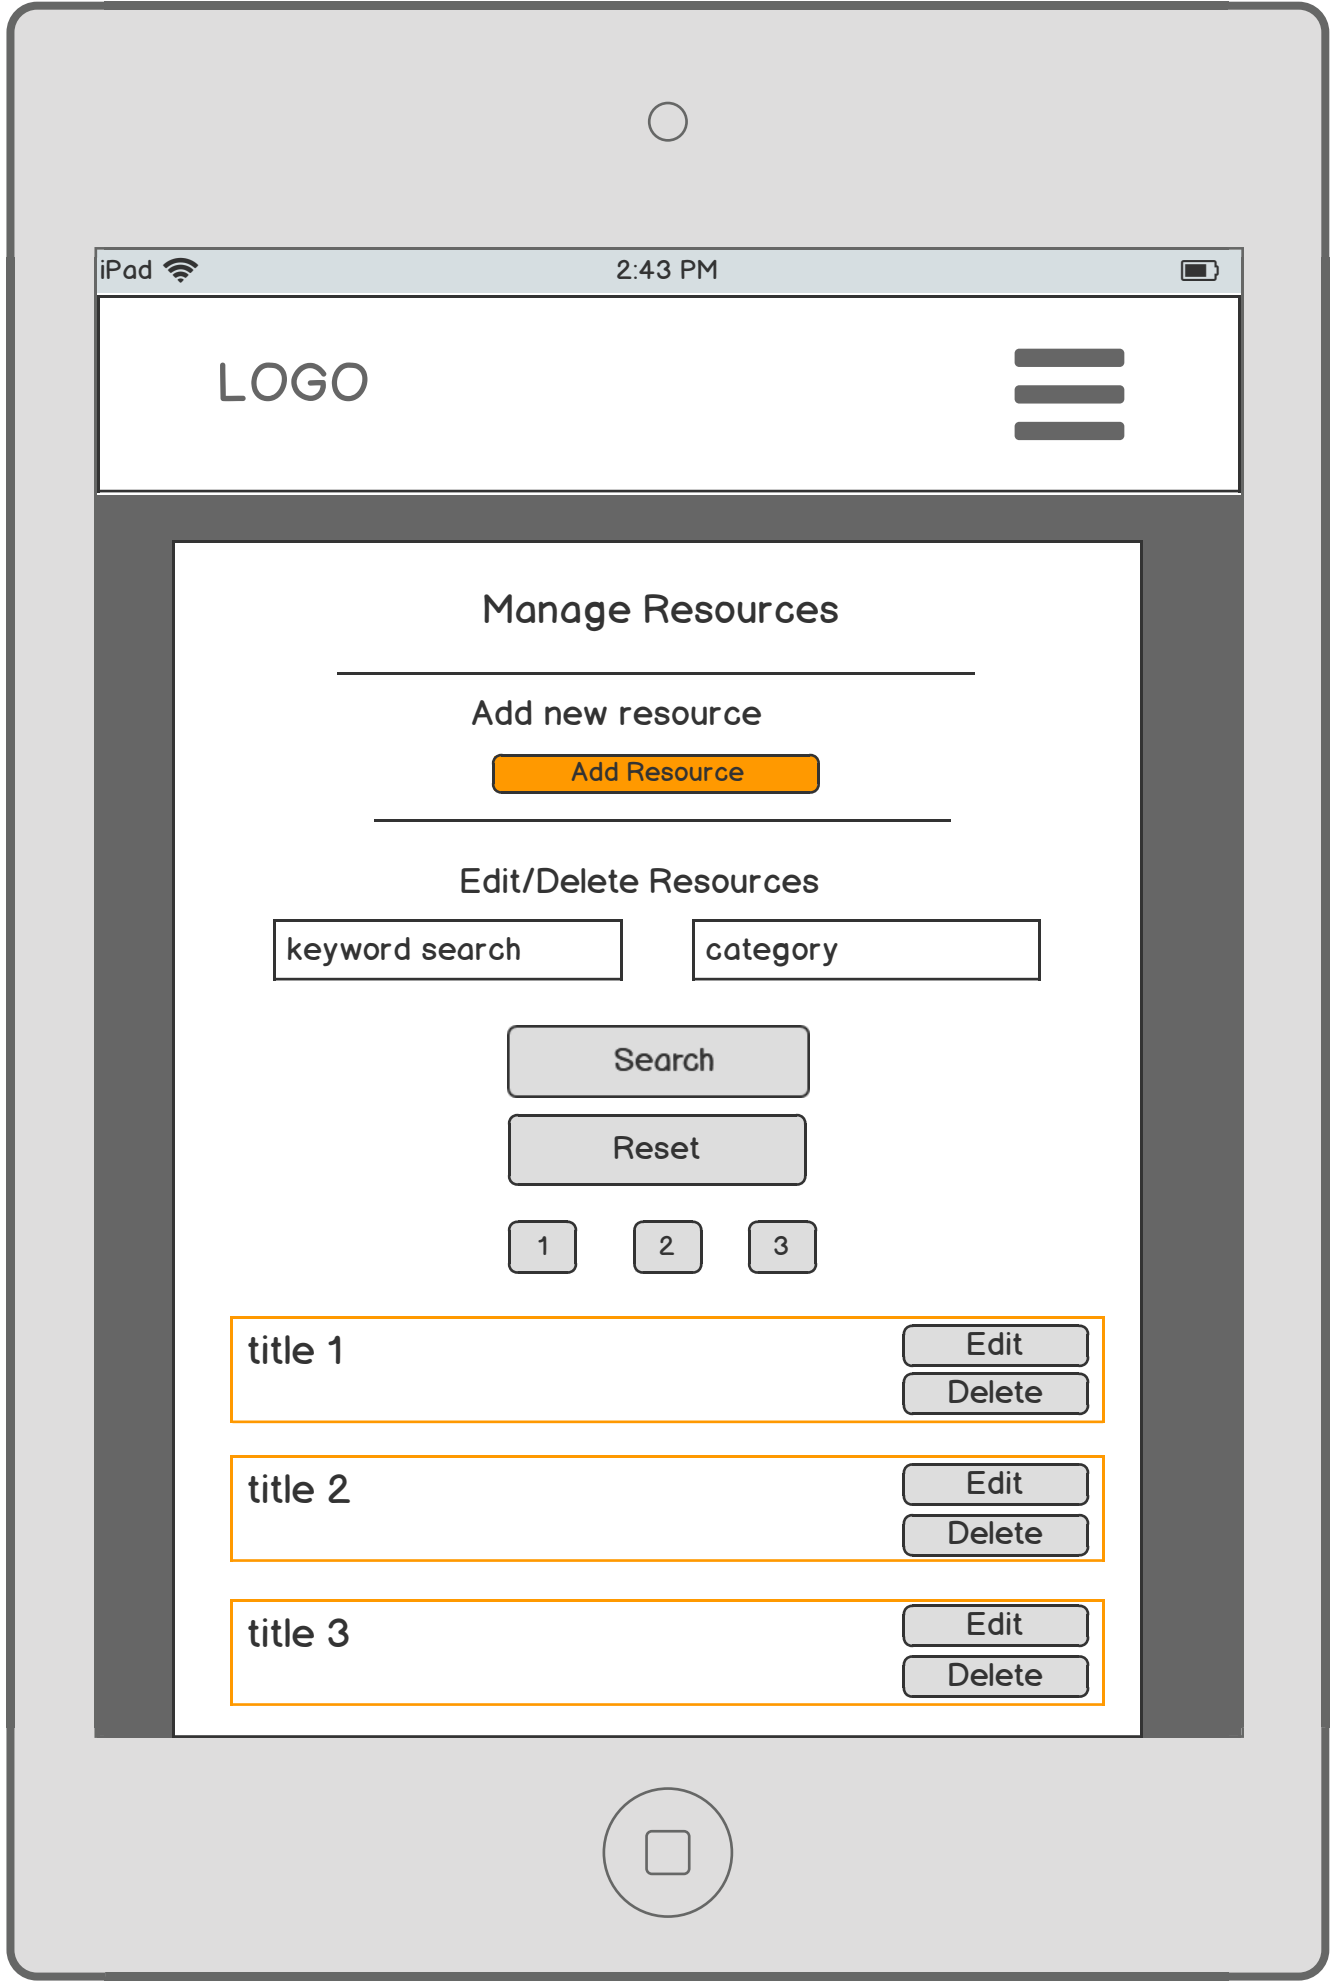 iPad 2:43 PM
LOGO
Manage Resources
Add new resource
Add Resource
Edit/Delete Resources
keyword search category
Search
Reset
1 2 3
title 1 Edit
Delete
title 2 Edit
Delete
title 3 Edit
Delete